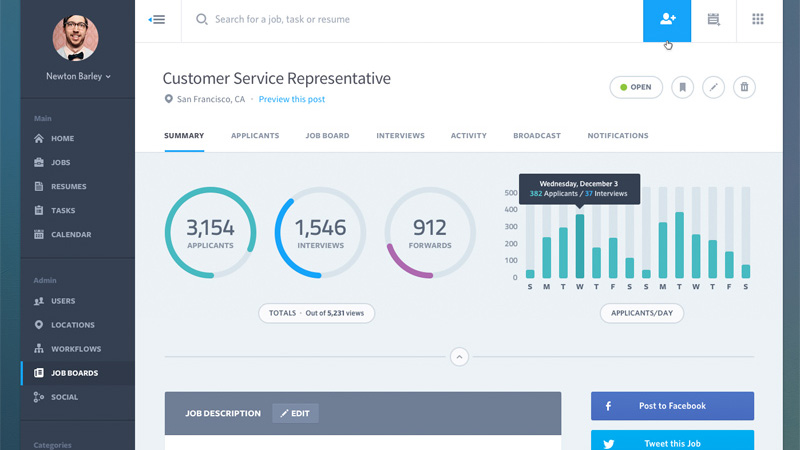 Search for a job, task or resume
Newton Barley
Main
HOME
JOBS
RESUMES
TASKS
CALENDAR
Admin
USERS
LOCATIONS
WORKFLOWS
JOB BOARDS
SOCIAL
Categories
Customer Service Representative
San Francisco, CA · Preview this post
OPEN
SUMMARY APPLICANTS JOB BOARD INTERVIEWS ACTIVITY BROADCAST NOTIFICATIONS
3,154
APPLICANTS
1,546
INTERVIEWS
912
FORWARDS
TOTALS · Out of 5,231 views
Wednesday, December 3
382 Applicants / 37 Interviews
500
400
300
200
100
0
S M T W T F S S M T W T F S
APPLICANTS/DAY
JOB DESCRIPTION EDIT
Post to Facebook
Tweet this Job